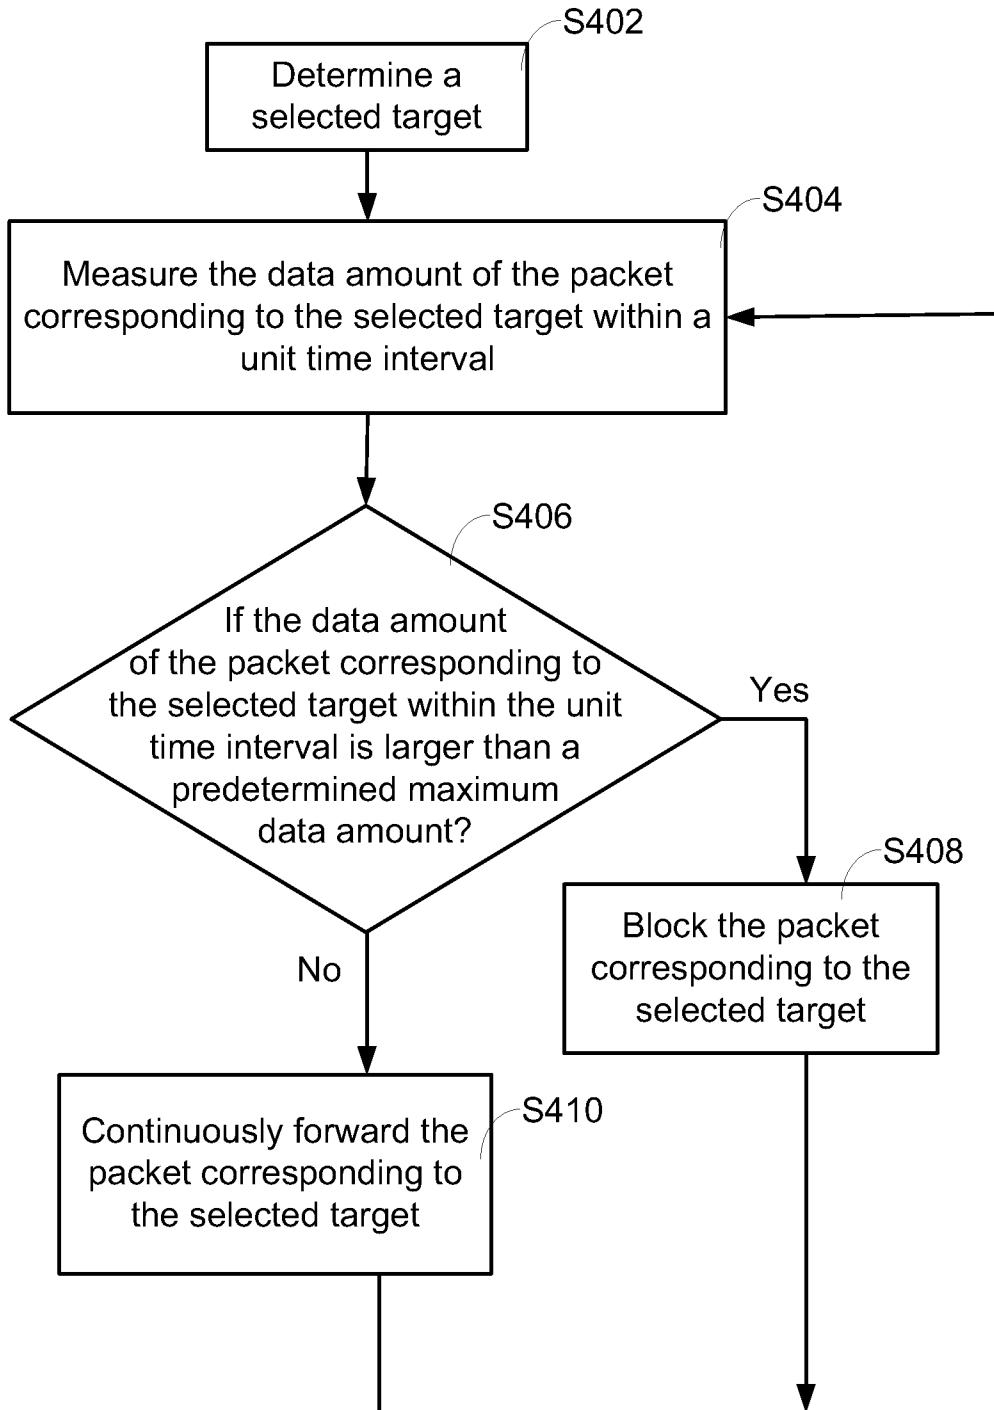 S402
Determine a
selected target
S404
Measure the data amount of the packet
corresponding to the selected target within a
unit time interval
S406
If the data amount
of the packet corresponding to
the selected target within the unit
time interval is larger than a
predetermined maximum
data amount?
Yes
S408
Block the packet
corresponding to the
selected target
No
S410
Continuously forward the
packet corresponding to
the selected target